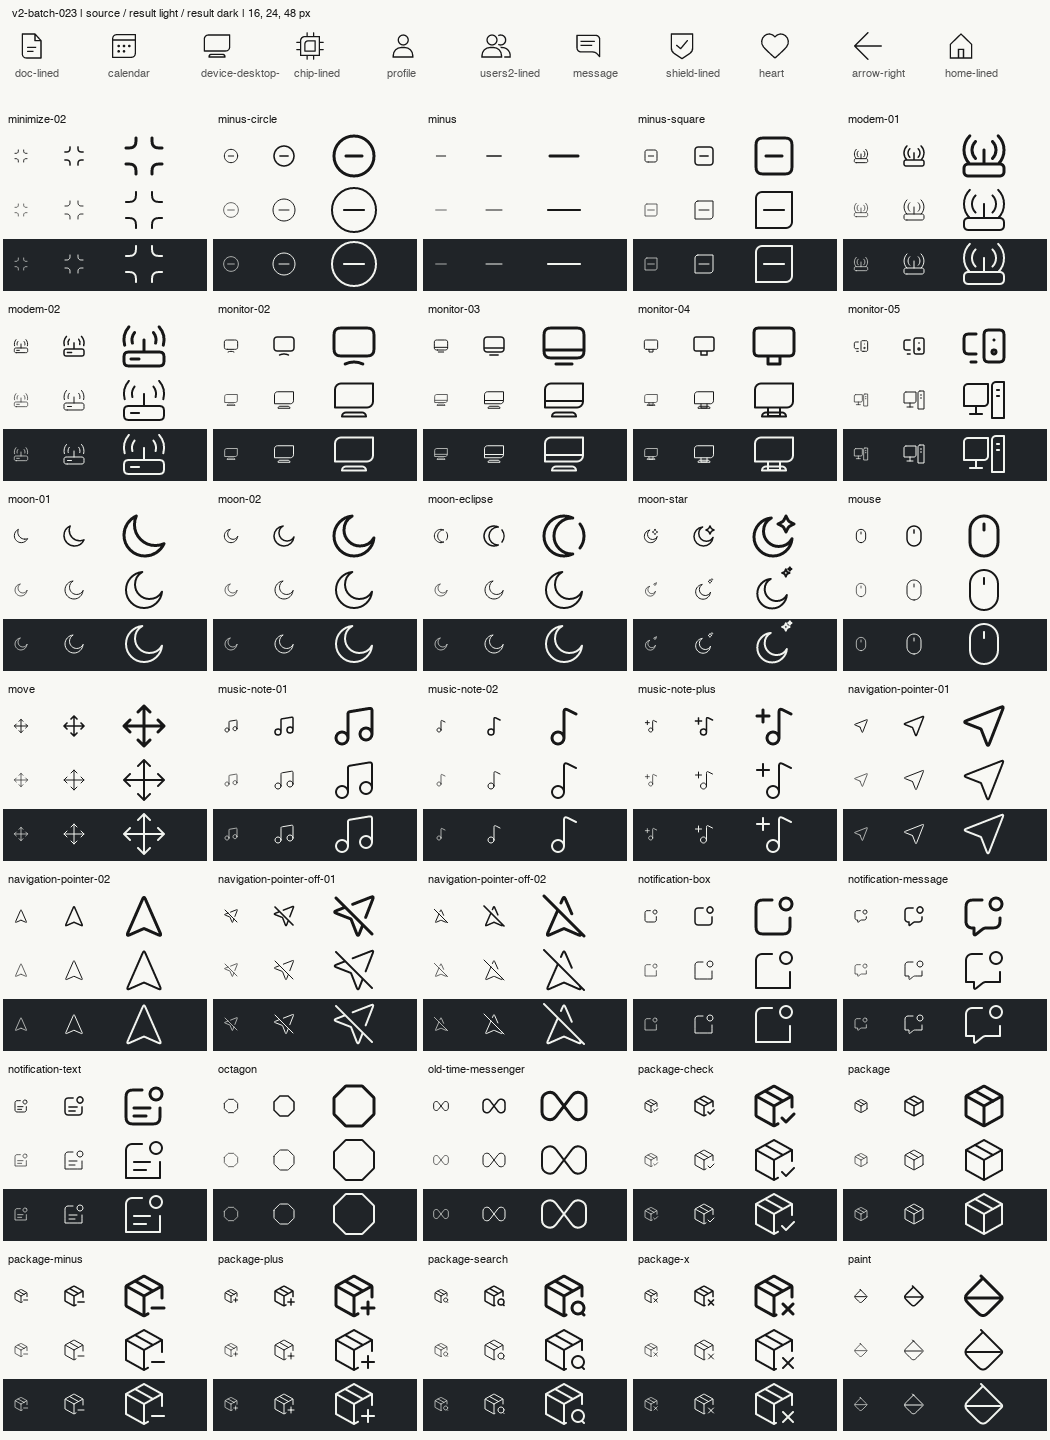 v2-batch-023 | source / result light / result dark | 16, 24, 48 px
doc-lined calendar device-desktop- chip-lined profile users2-lined message shield-lined heart arrow-right home-lined
minimize-02 minus-circle minus minus-square modem-01
modem-02 monitor-02 monitor-03 monitor-04 monitor-05
moon-01 moon-02 moon-eclipse moon-star mouse
move music-note-01 music-note-02 music-note-plus navigation-pointer-01
navigation-pointer-02 navigation-pointer-off-01 navigation-pointer-off-02 notification-box notification-message
notification-text octagon old-time-messenger package-check package
package-minus package-plus package-search package-x paint